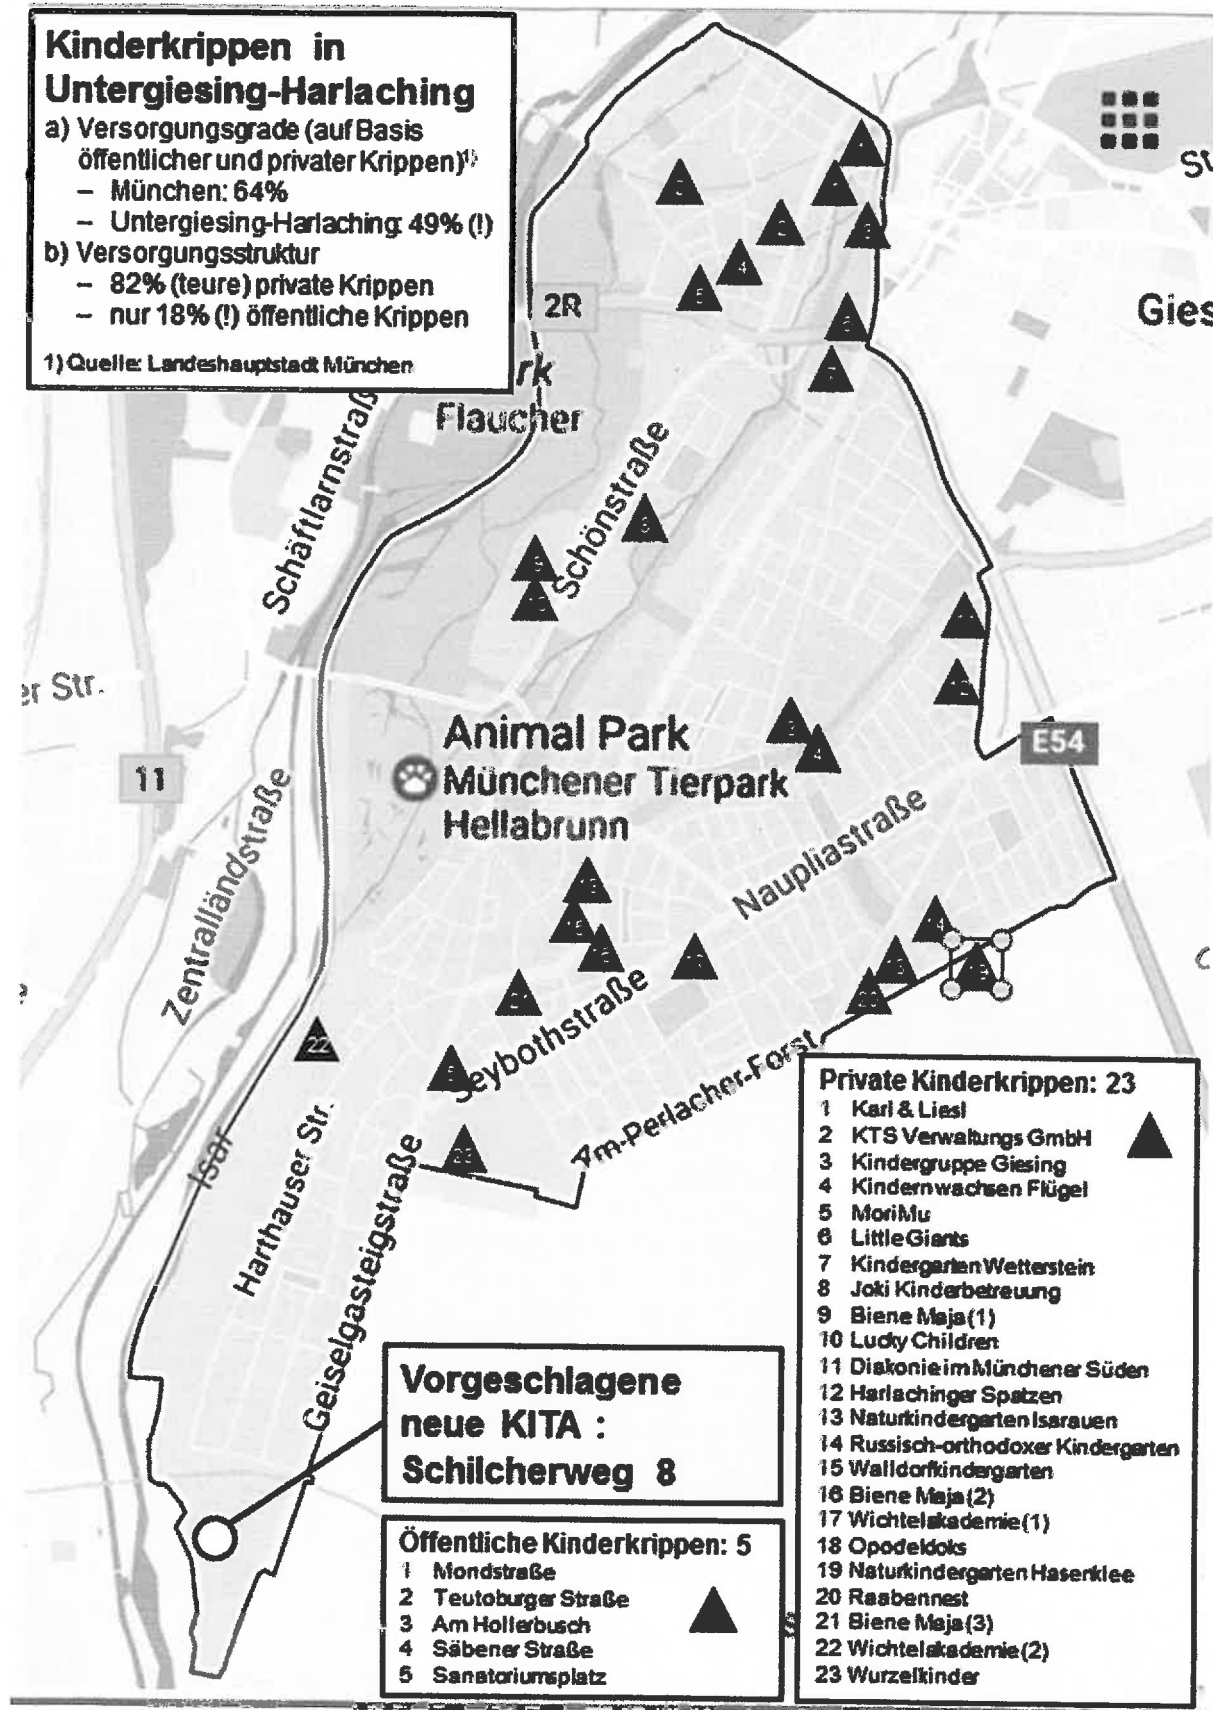 Kinderkrippen in
Untergiesing-Harlaching
a) Versorgungsgrade (auf Basis
öffentlicher und privater Krippen)1)
– München: 64%
– Untergiesing-Harlaching: 49% (!)
b) Versorgungsstruktur
– 82% (teure) private Krippen
– nur 18% (!) öffentliche Krippen
1) Quelle: Landeshauptstadt München
2R
Gies
rk
Flaucher
Schäftlarnstraß
Schönstraße
er Str.
11
E54
Animal Park
Münchener Tierpark
Hellabrunn
Zentralländstraße
Naupliastraße
Seybothstraße
22
Am-Perlacher-Forst
Isar
Harthauser Str.
Geiselgasteigstraße
Vorgeschlagene
neue KITA :
Schilcherweg 8
Öffentliche Kinderkrippen: 5
1 Mondstraße
2 Teutoburger Straße
3 Am Hollerbusch
4 Säbener Straße
5 Sanatoriumsplatz
Private Kinderkrippen: 23
1 Karl & Liesl
2 KTS Verwaltungs GmbH
3 Kindergruppe Giesing
4 Kindernwachsen Flügel
5 MoriMu
6 Little Giants
7 Kindergarten Wetterstein
8 Joki Kinderbetreuung
9 Biene Maja (1)
10 Lucky Children
11 Diakonie im Münchener Süden
12 Harlachinger Spatzen
13 Naturkindergarten Isarauen
14 Russisch-orthodoxer Kindergarten
15 Walldorfkindergarten
16 Biene Maja (2)
17 Wichtelakademie (1)
18 Opodeldoks
19 Naturkindergarten Hasenklee
20 Raabennest
21 Biene Maja (3)
22 Wichtelakademie (2)
23 Wurzelkinder